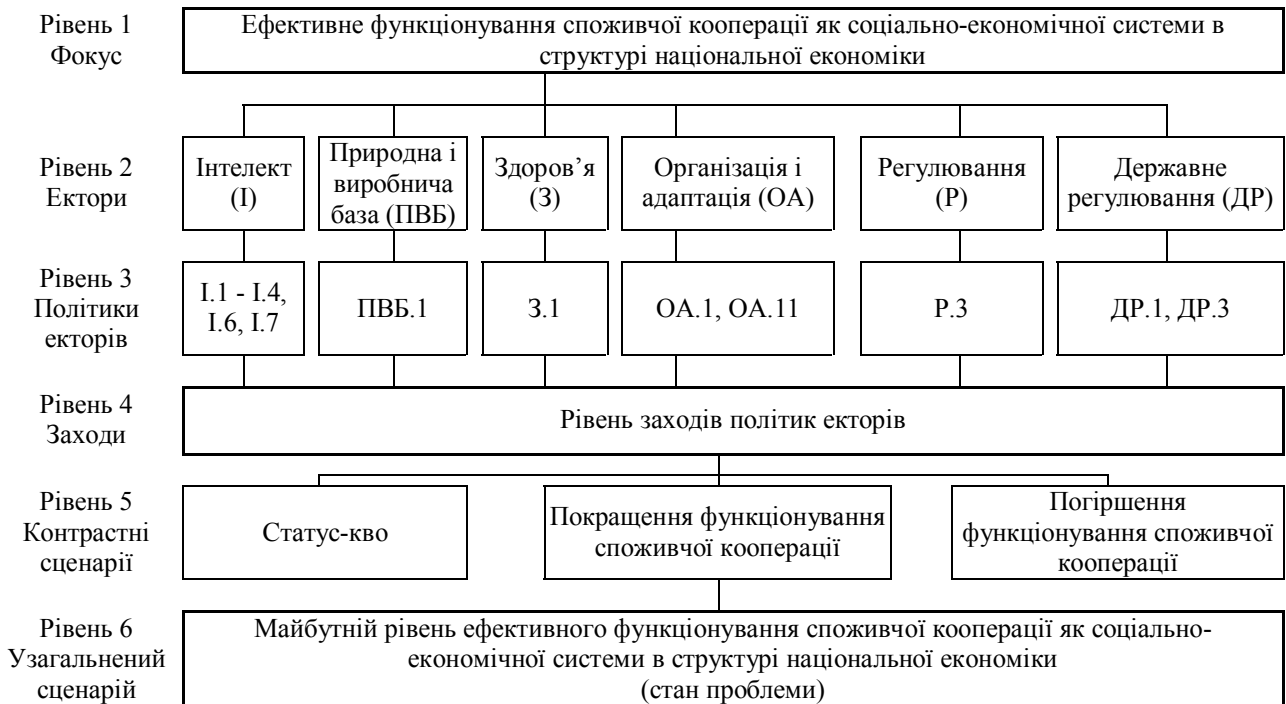 Рівень 1
Фокус
Ефективне функціонування споживчої кооперації як соціально-економічної системи в
структурі національної економіки
Рівень 2
Ектори
Інтелект
(І)
Природна і
виробнича
база (ПВБ)
Здоров’я
(З)
Організація і
адаптація (ОА)
Регулювання
(Р)
Державне
регулювання (ДР)
Рівень 3
Політики
екторів
І.1 - І.4,
І.6, І.7
ПВБ.1
З.1
ОА.1, ОА.11
Р.3
ДР.1, ДР.3
Рівень 4
Заходи
Рівень заходів політик екторів
Рівень 5
Контрастні
сценарії
Статус-кво
Покращення функціонування
споживчої кооперації
Погіршення
функціонування споживчої
кооперації
Рівень 6
Узагальнений
сценарій
Майбутній рівень ефективного функціонування споживчої кооперації як соціально-
економічної системи в структурі національної економіки
(стан проблеми)